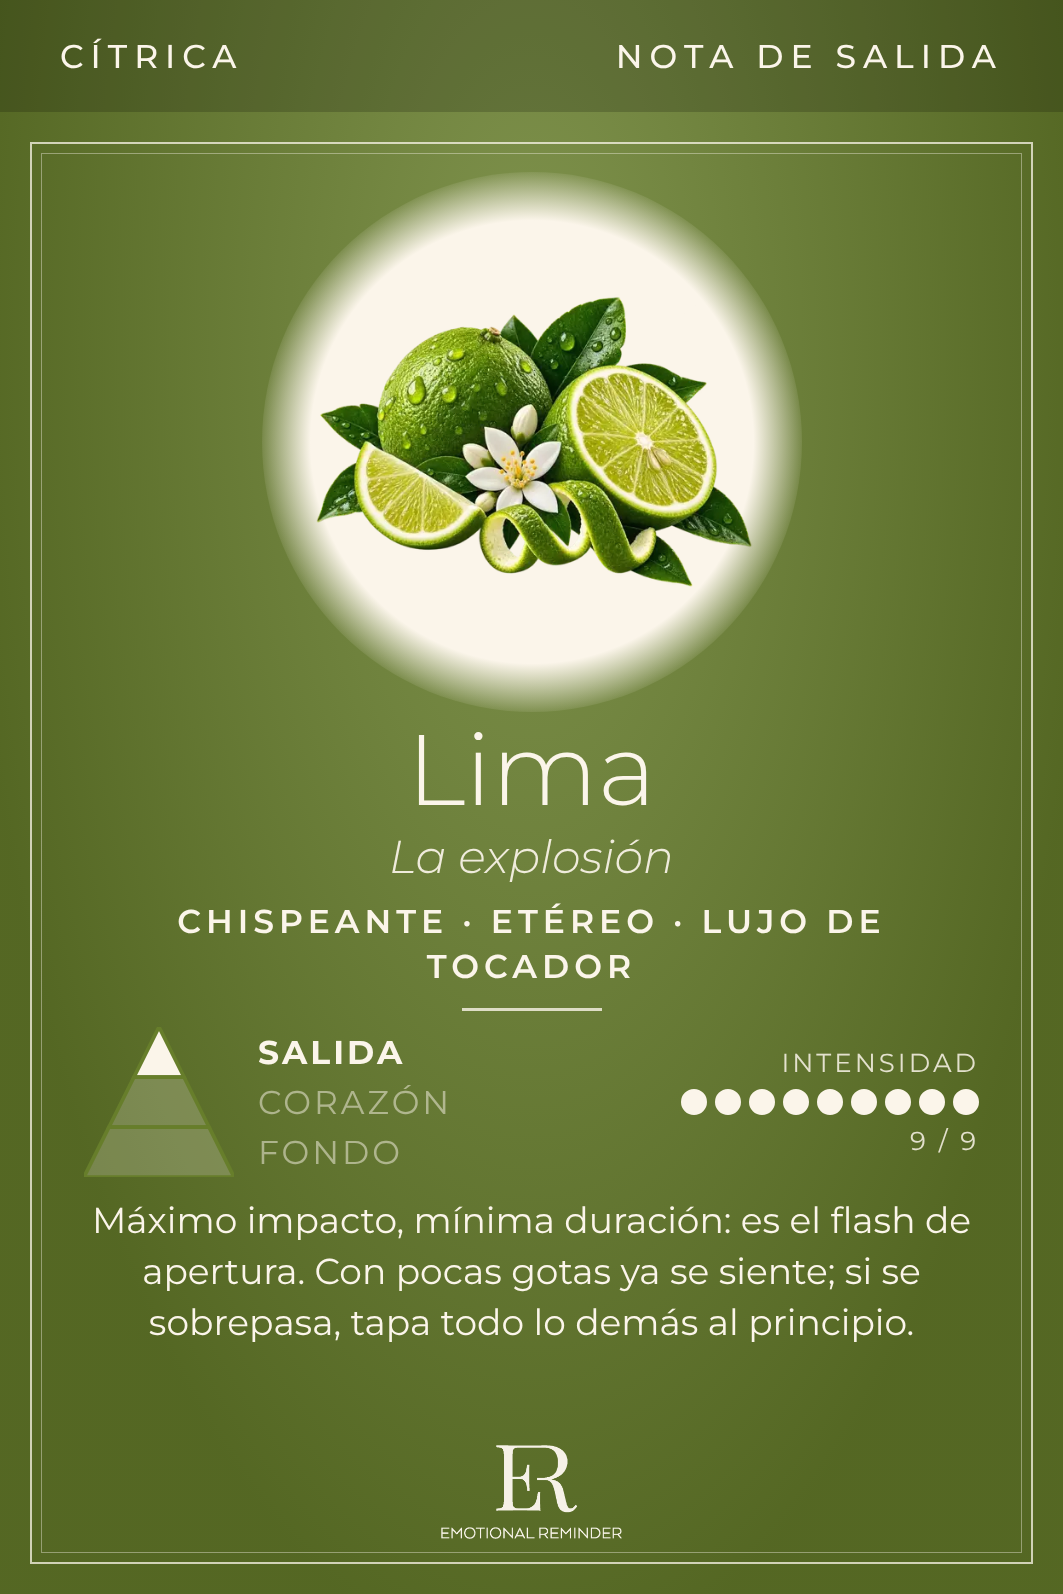 CÍTRICA
NOTA DE SALIDA
Lima
La explosión
CHISPEANTE · ETÉREO · LUJO DE
TOCADOR
SALIDA
CORAZÓN
FONDO
INTENSIDAD
9 / 9
Máximo impacto, mínima duración: es el flash de
apertura. Con pocas gotas ya se siente; si se
sobrepasa, tapa todo lo demás al principio.
ER
EMOTIONAL REMINDER